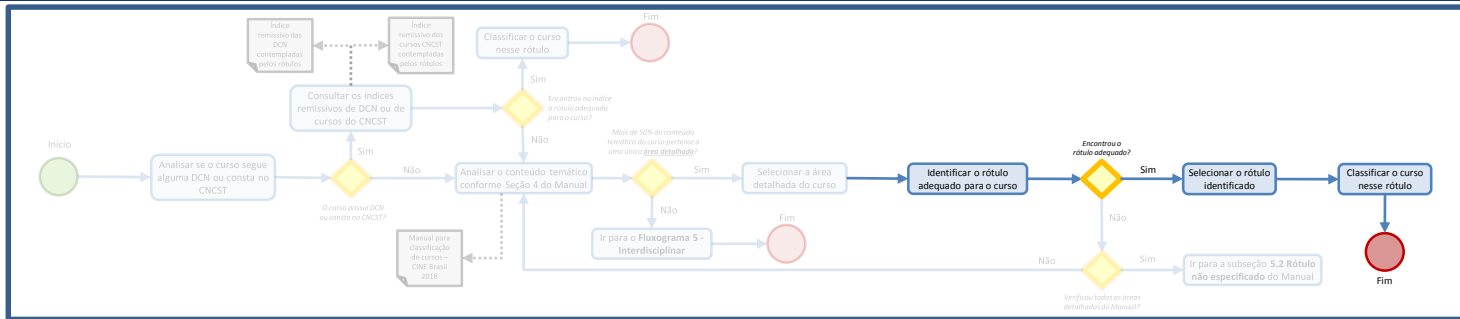 Índice
remissivo das
DCN
contempladas
pelos rótulos
Índice
remissivo dos
cursos CNCST
contemplados
pelos rótulos
Classificar o curso
nesse rótulo
Fim
Sim
Consultar os índices
remissivos de DCN ou de
cursos do CNCST
Encontrou no índice
o rótulo adequado
para o curso?
Não
Início
Analisar se o curso segue
alguma DCN ou consta no
CNCST
Sim
Não
O curso possui DCN
ou consta no CNCST?
Analisar o conteúdo temático
conforme Seção 4 do Manual
Mais de 50% do conteúdo
temático do curso pertence a
uma única área detalhada?
Sim
Não
Selecionar a área
detalhada do curso
Identificar o rótulo
adequado para o curso
Encontrou o
rótulo adequado?
Sim
Não
Selecionar o rótulo
identificado
Classificar o curso
nesse rótulo
Fim
Manual para
classificação
de cursos –
CINE Brasil
2018
Ir para o Fluxograma 5 -
Interdisciplinar
Fim
Não
Sim
Verificou todas as áreas
detalhadas do Manual?
Ir para a subseção 5.2 Rótulo
não especificado do Manual